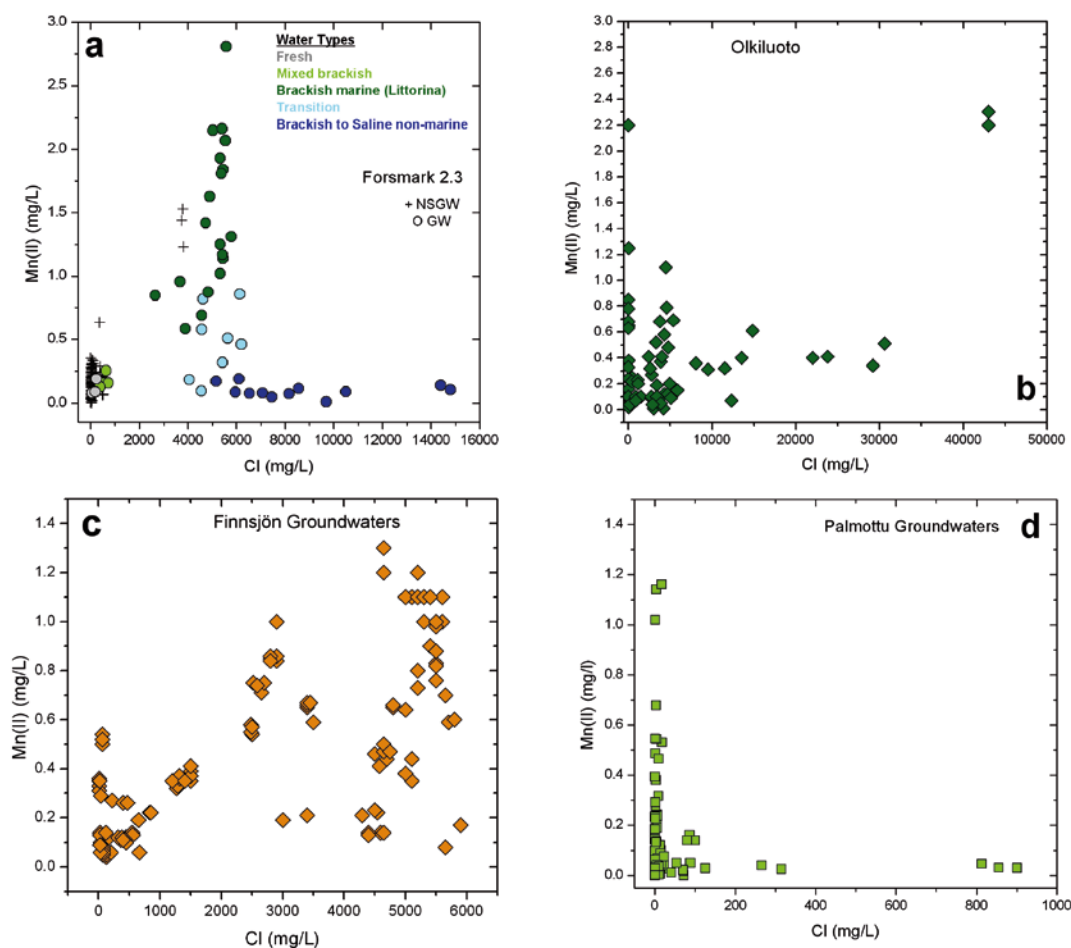 a
Water Types
Fresh
Mixed brackish
Brackish marine (Littorina)
Transition
Brackish to Saline non-marine
Forsmark 2.3
+ NSGW
O GW
Mn(II) (mg/L)
3.0
2.5
2.0
1.5
1.0
0.5
0.0
0 2000 4000 6000 8000 10000 12000 14000 16000
Cl (mg/L)
Olkiluoto
b
Mn(II) (mg/L)
3.0
2.8
2.6
2.4
2.2
2.0
1.8
1.6
1.4
1.2
1.0
0.8
0.6
0.4
0.2
0.0
0 10000 20000 30000 40000 50000
Cl (mg/L)
c
Finnsjön Groundwaters
Mn(II) (mg/L)
1.4
1.2
1.0
0.8
0.6
0.4
0.2
0.0
0 1000 2000 3000 4000 5000 6000
Cl (mg/L)
Palmottu Groundwaters
d
Mn(II) (mg/l)
1.4
1.2
1.0
0.8
0.6
0.4
0.2
0.0
0 200 400 600 800 1000
Cl (mg/L)